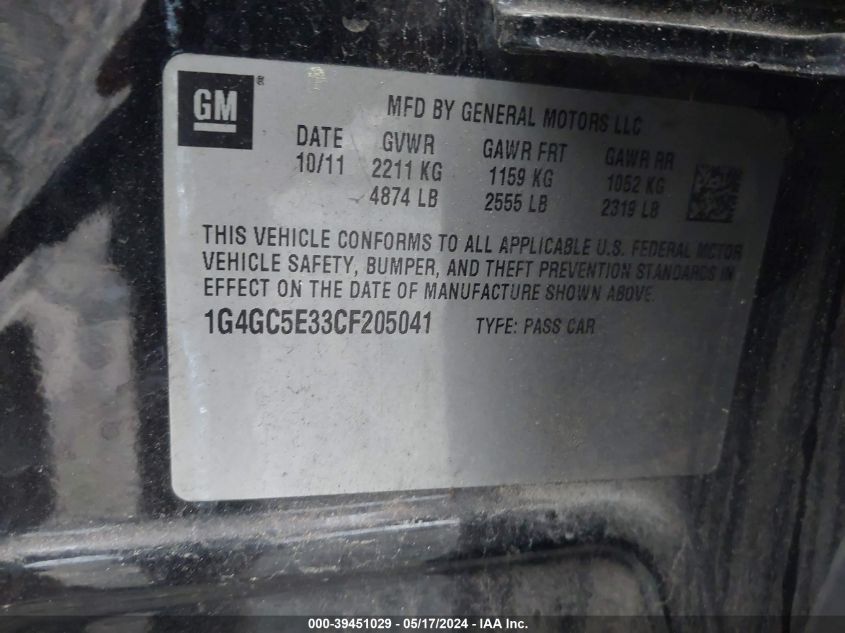 GM ®
MFD BY GENERAL MOTORS LLC
DATE GVWR GAWR FRT GAWR RR
10/11 2211 KG 1159 KG 1052 KG
4874 LB 2555 LB 2319 LB
THIS VEHICLE CONFORMS TO ALL APPLICABLE U.S. FEDERAL MOTOR
VEHICLE SAFETY, BUMPER, AND THEFT PREVENTION STANDARDS IN
EFFECT ON THE DATE OF MANUFACTURE SHOWN ABOVE.
1G4GC5E33CF205041 TYPE: PASS CAR
000-39451029 - 05/17/2024 - IAA Inc.